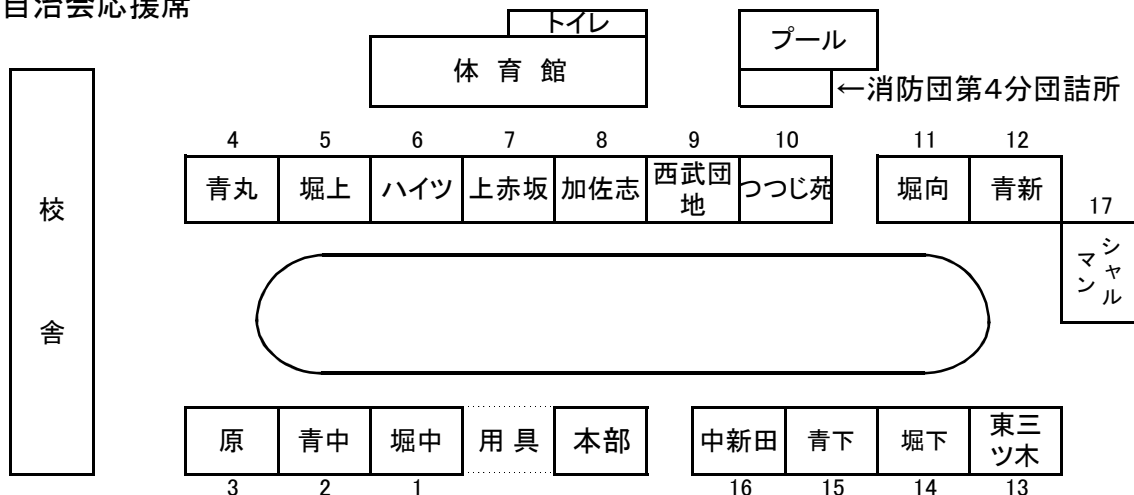 自治会応援席
トイレ
体 育 館
プール
←消防団第4分団詰所
4 5 6 7 8 9 10 11 12
青丸 堀上 ハイツ 上赤坂 加佐志 西武団地 つつじ苑 堀向 青新
17
シャルマン
校舎
原 青中 堀中 用 具 本部 中新田 青下 堀下 東三ツ木
3 2 1 16 15 14 13